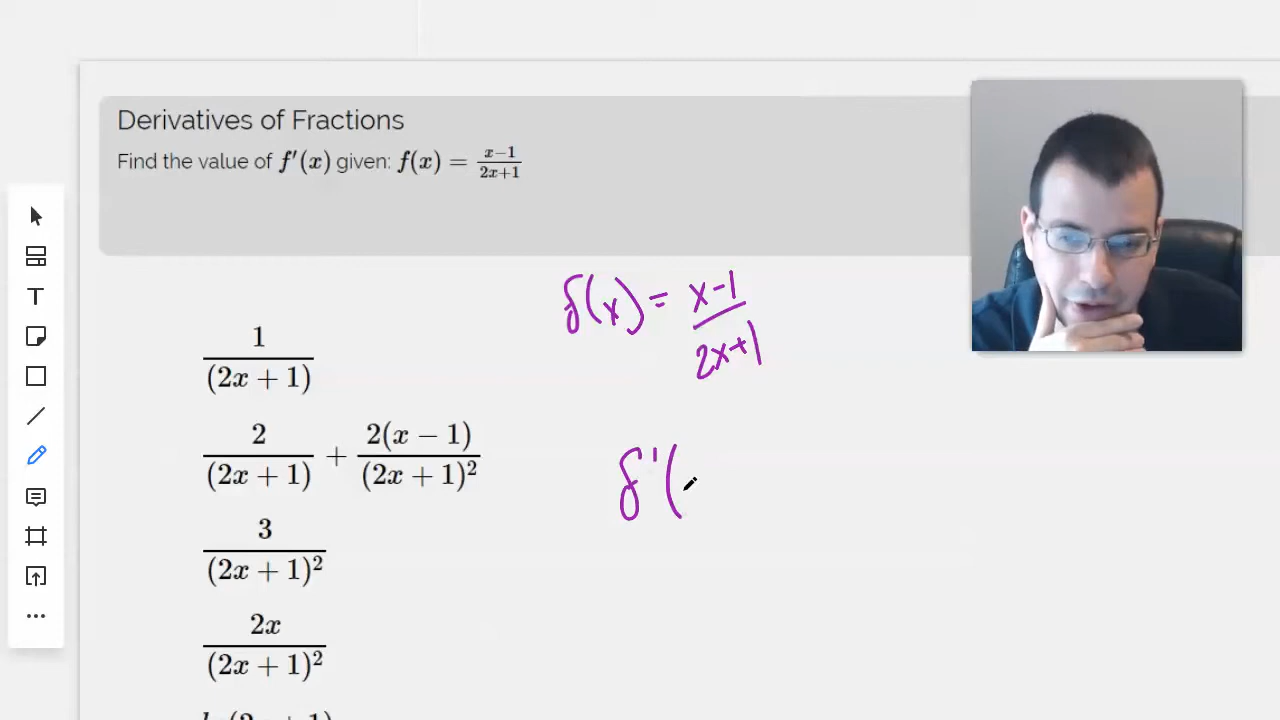 Derivatives of Fractions
Find the value of f′(x) given: f(x) = x−1/2x+1
f(x) = x-1/2x+1
1/(2x + 1)
2/(2x + 1) + 2(x − 1)/(2x + 1)²
f'(
3/(2x + 1)²
2x/(2x + 1)²
T